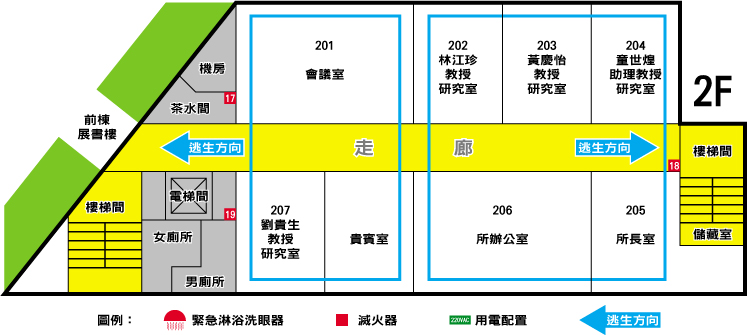 201
會議室
202
林江珍
教授
研究室
203
黃慶怡
教授
研究室
204
童世煌
助理教授
研究室
2F
機房
茶水間
17
前棟
展書樓
逃生方向
走廊
逃生方向
18
樓梯間
儲藏室
樓梯間
電梯間
19
女廁所
男廁所
207
劉貴生
教授
研究室
貴賓室
206
所辦公室
205
所長室
圖例：
緊急淋浴洗眼器
滅火器
220VAC
用電配置
逃生方向